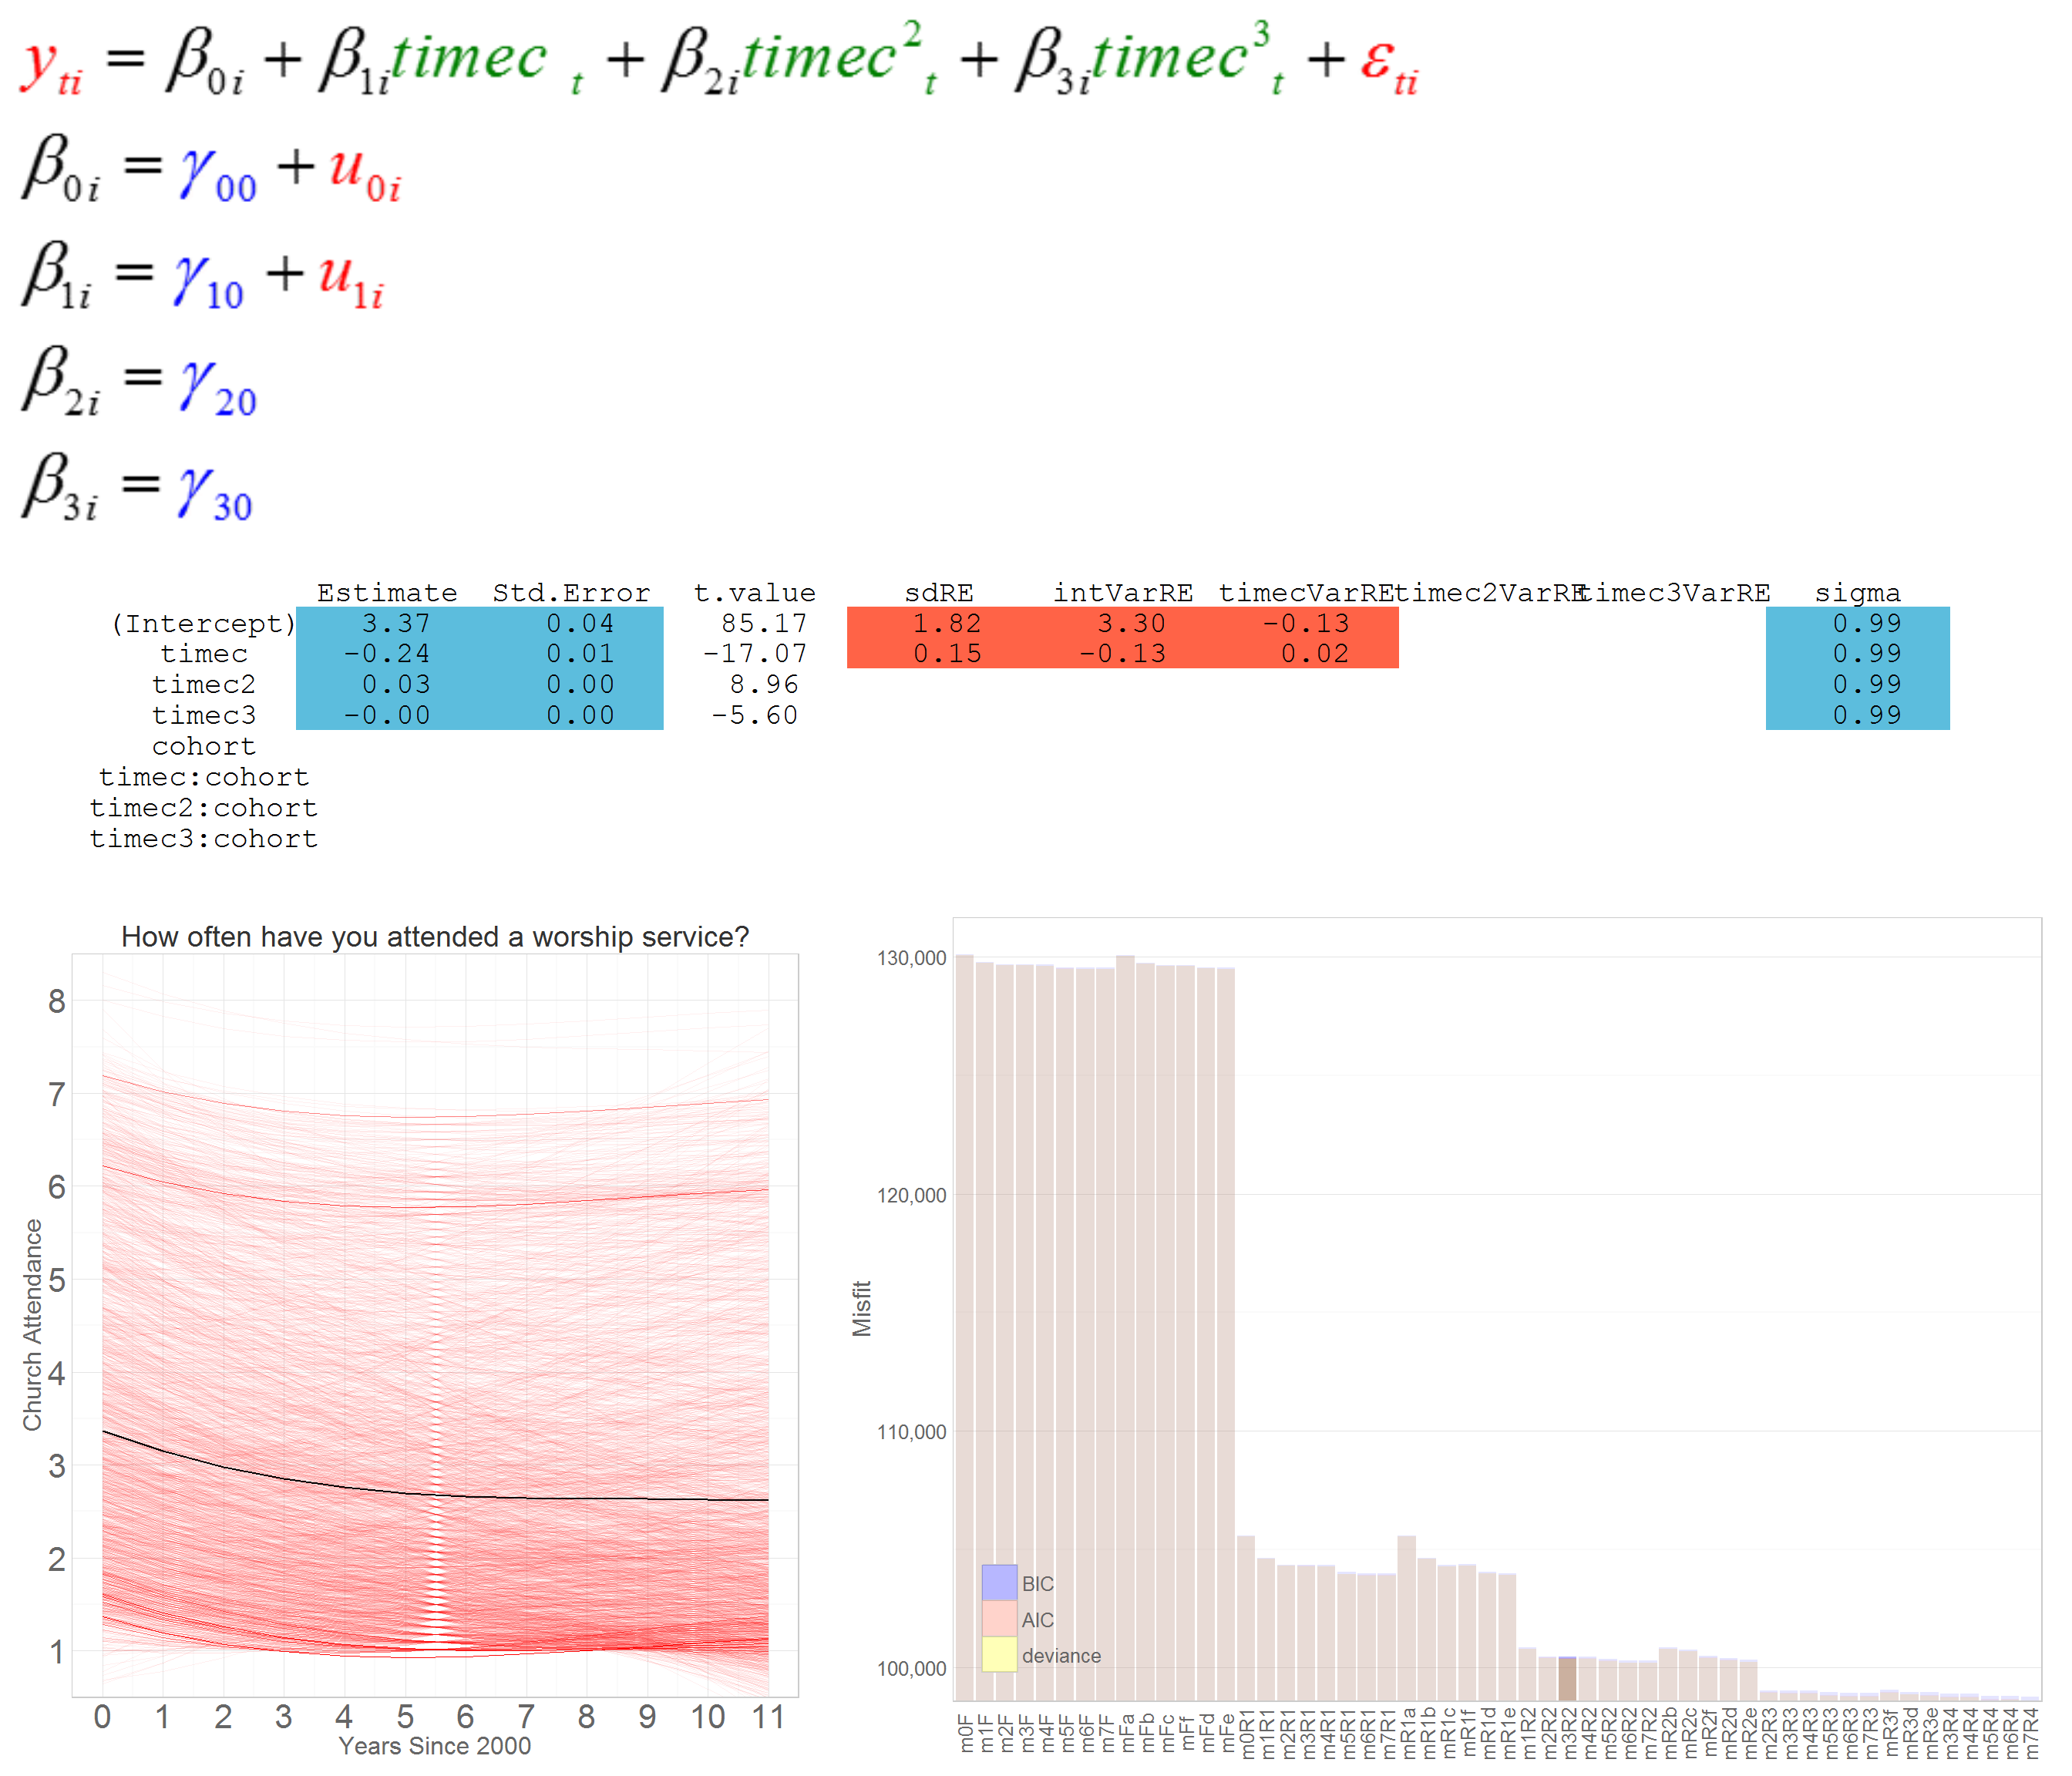 y_ti = β_0i + β_1i timec_t + β_2i timec²_t + β_3i timec³_t + ε_ti
β_0i = γ_00 + u_0i
β_1i = γ_10 + u_1i
β_2i = γ_20
β_3i = γ_30
Estimate Std.Error t.value sdRE intVarRE timecVarRE timec2VarRE timec3VarRE sigma
(Intercept) 3.37 0.04 85.17 1.82 3.30 -0.13 0.99
timec -0.24 0.01 -17.07 0.15 -0.13 0.02 0.99
timec2 0.03 0.00 8.96 0.99
timec3 -0.00 0.00 -5.60 0.99
cohort
timec:cohort
timec2:cohort
timec3:cohort
How often have you attended a worship service?
8
7
6
5
4
3
2
1
Church Attendance
0 1 2 3 4 5 6 7 8 9 10 11
Years Since 2000
130,000
120,000
110,000
100,000
Misfit
BIC
AIC
deviance
m0F m1F m2F m3F m4F m5F m6F m7F mFa mFb mFc mFf mFd mFe m0R1 m1R1 m2R1 m3R1 m4R1 m5R1 m6R1 m7R1 mR1a mR1b mR1c mR1f mR1d mR1e m1R2 m2R2 m3R2 m4R2 m5R2 m6R2 m7R2 mR2b mR2c mR2f mR2d mR2e m2R3 m3R3 m4R3 m5R3 m6R3 m7R3 mR3f mR3d mR3e m3R4 m4R4 m5R4 m6R4 m7R4